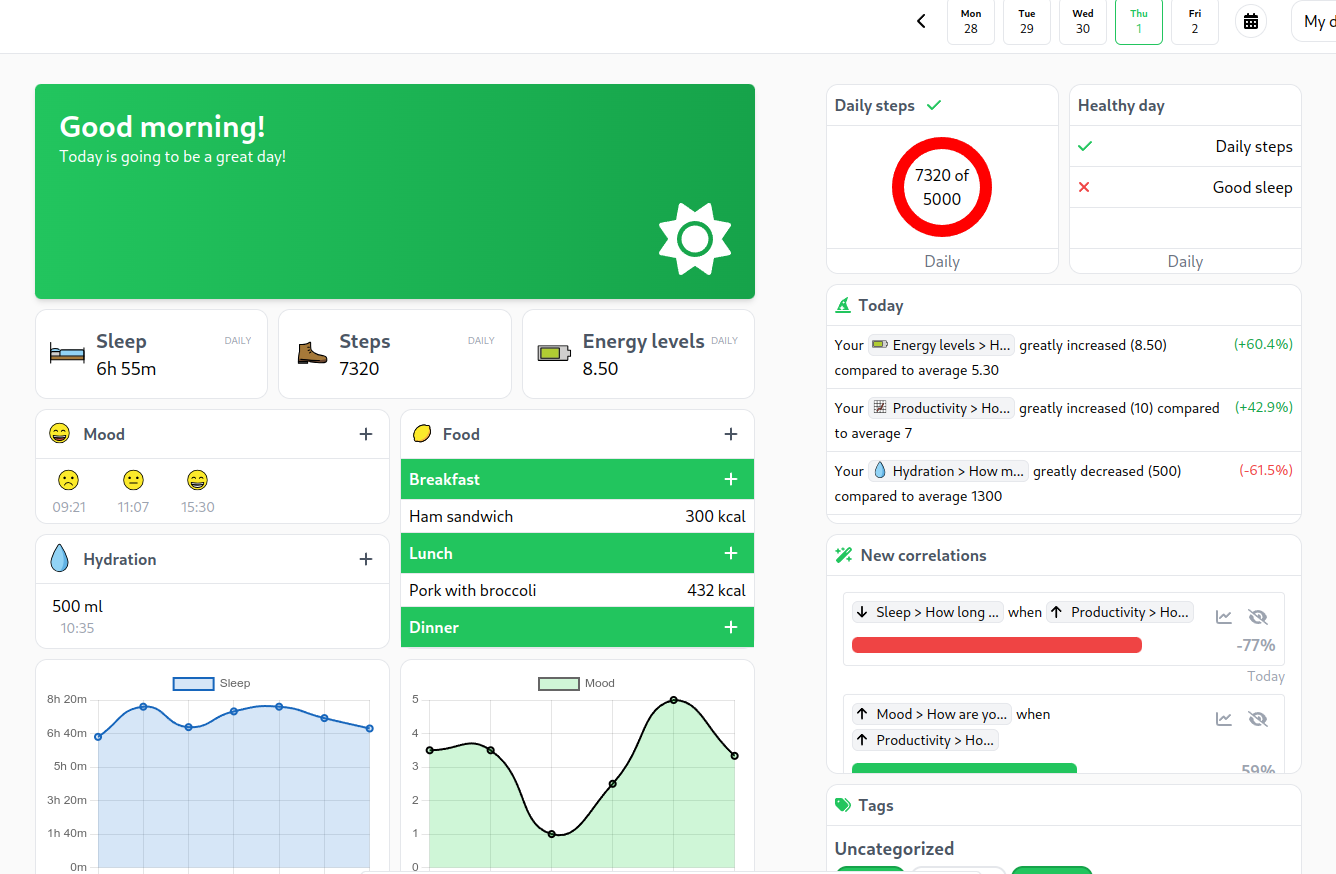 Mon
28
Tue
29
Wed
30
Thu
1
Fri
2
My d
Good morning!
Today is going to be a great day!
Sleep
DAILY
6h 55m
Steps
DAILY
7320
Energy levels
DAILY
8.50
Mood
09:21
11:07
15:30
Hydration
500 ml
10:35
Food
Breakfast
Ham sandwich 300 kcal
Lunch
Pork with broccoli 432 kcal
Dinner
Sleep
8h 20m
6h 40m
5h 0m
3h 20m
1h 40m
0m
Mood
5
4
3
2
1
0
Daily steps
7320 of
5000
Daily
Healthy day
Daily steps
Good sleep
Daily
Today
Your Energy levels > H... greatly increased (8.50) (+60.4%)
compared to average 5.30
Your Productivity > Ho... greatly increased (10) compared (+42.9%)
to average 7
Your Hydration > How m... greatly decreased (500) (-61.5%)
compared to average 1300
New correlations
Sleep > How long ... when Productivity > Ho...
-77%
Today
Mood > How are yo... when
Productivity > Ho...
59%
Tags
Uncategorized